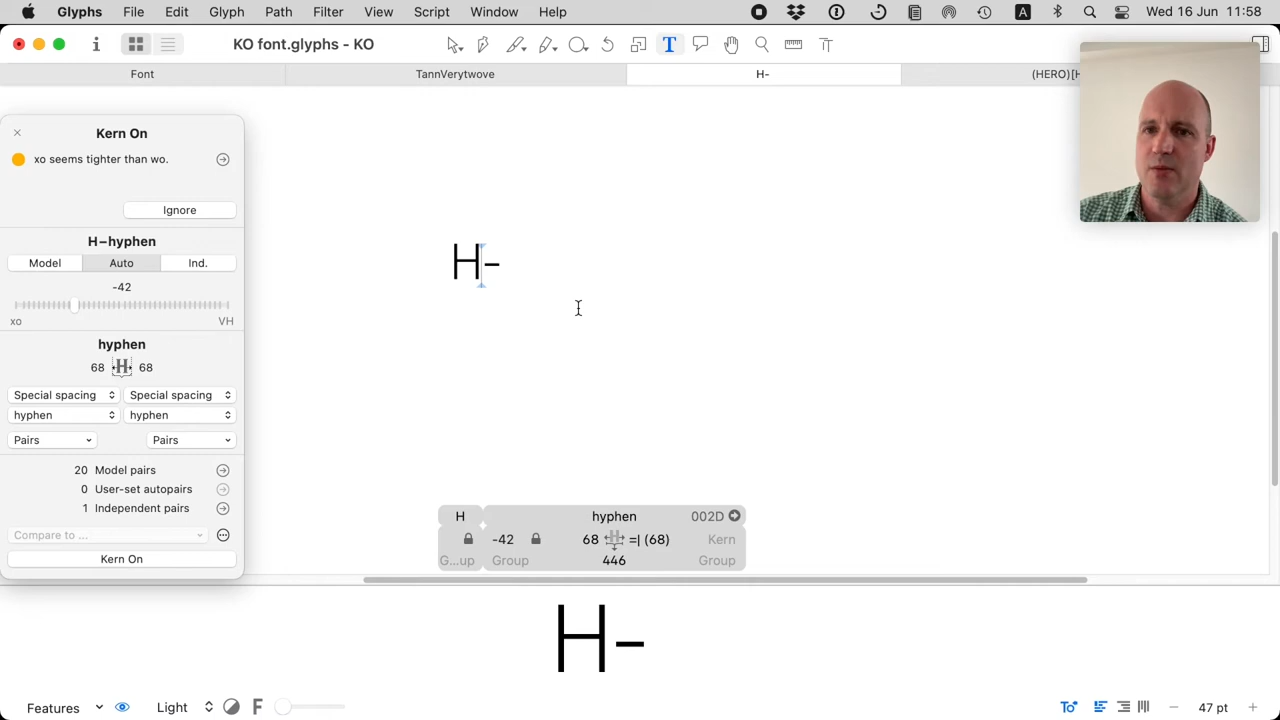 Glyphs File Edit Glyph Path Filter View Script Window Help A Wed 16 Jun 11:58
KO font.glyphs - KO T
Font TannVerytwove H- (HERO)[H
Kern On
xo seems tighter than wo.
Ignore
H–hyphen
Model Auto Ind.
-42
xo VH
hyphen
68 H 68
Special spacing Special spacing
hyphen hyphen
Pairs Pairs
20 Model pairs
0 User-set autopairs
1 Independent pairs
Compare to ...
Kern On
H-
H hyphen 002D
-42 68 H =| (68) Kern
G...up Group 446 Group
H-
Features Light F 47 pt